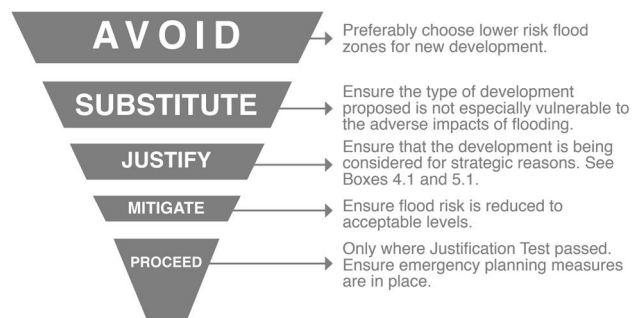 AVOID
Preferably choose lower risk flood
zones for new development.
SUBSTITUTE
Ensure the type of development
proposed is not especially vulnerable to
the adverse impacts of flooding.
JUSTIFY
Ensure that the development is being
considered for strategic reasons. See
Boxes 4.1 and 5.1.
MITIGATE
Ensure flood risk is reduced to
acceptable levels.
PROCEED
Only where Justification Test passed.
Ensure emergency planning measures
are in place.